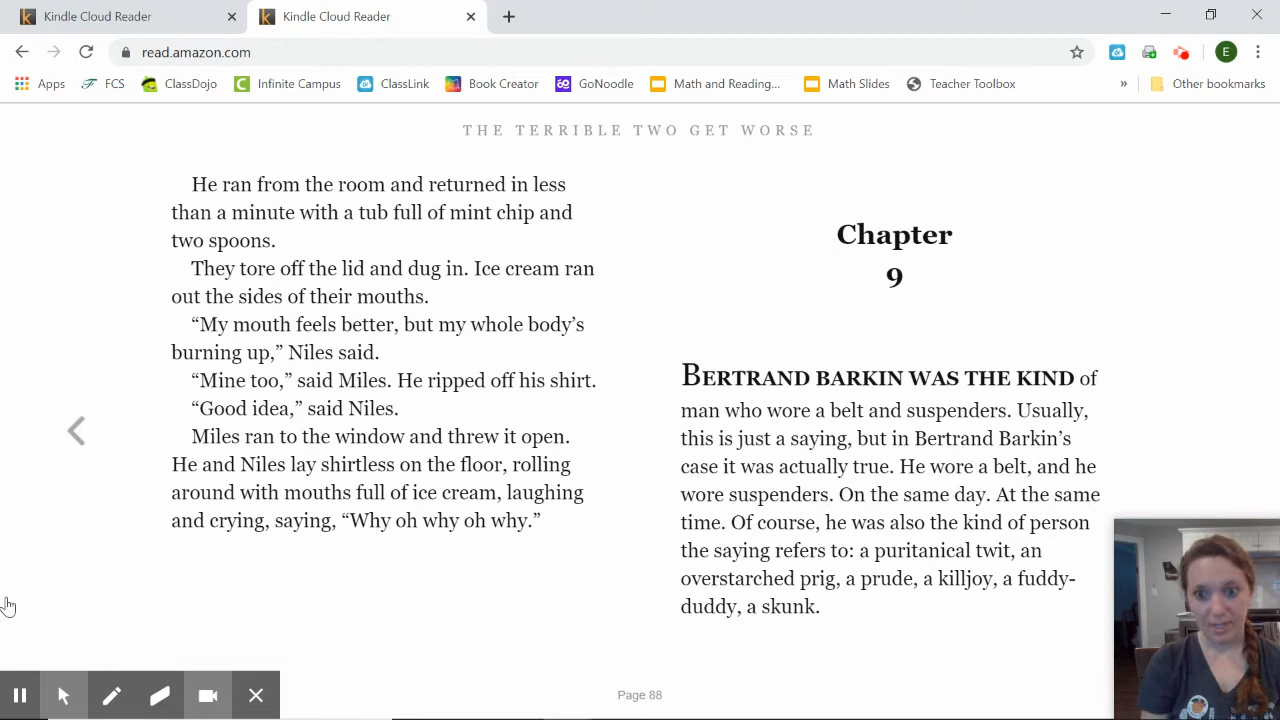 Kindle Cloud Reader
Kindle Cloud Reader
read.amazon.com
E
Apps
FCS
ClassDojo
Infinite Campus
ClassLink
Book Creator
GoNoodle
Math and Reading...
Math Slides
Teacher Toolbox
»
Other bookmarks
THE TERRIBLE TWO GET WORSE
He ran from the room and returned in less
than a minute with a tub full of mint chip and
two spoons.
They tore off the lid and dug in. Ice cream ran
out the sides of their mouths.
“My mouth feels better, but my whole body’s
burning up,” Niles said.
“Mine too,” said Miles. He ripped off his shirt.
“Good idea,” said Niles.
Miles ran to the window and threw it open.
He and Niles lay shirtless on the floor, rolling
around with mouths full of ice cream, laughing
and crying, saying, “Why oh why oh why.”
Chapter
9
BERTRAND BARKIN WAS THE KIND of
man who wore a belt and suspenders. Usually,
this is just a saying, but in Bertrand Barkin’s
case it was actually true. He wore a belt, and he
wore suspenders. On the same day. At the same
time. Of course, he was also the kind of person
the saying refers to: a puritanical twit, an
overstarched prig, a prude, a killjoy, a fuddy-
duddy, a skunk.
Page 88